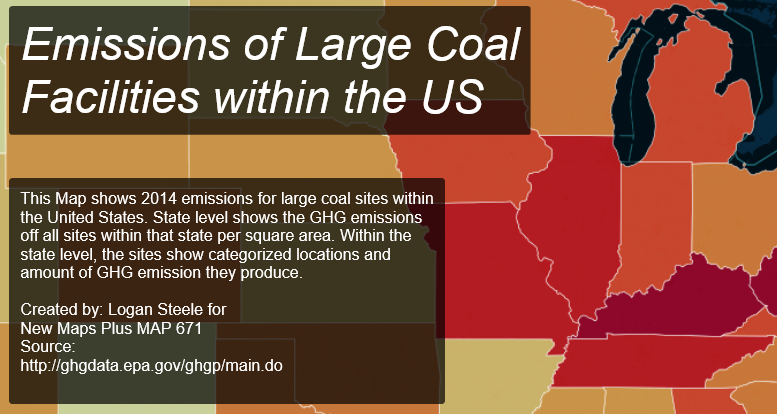 Emissions of Large Coal
Facilities within the US
This Map shows 2014 emissions for large coal sites within
the United States. State level shows the GHG emissions
off all sites within that state per square area. Within the
state level, the sites show categorized locations and
amount of GHG emission they produce.
Created by: Logan Steele for
New Maps Plus MAP 671
Source:
http://ghgdata.epa.gov/ghgp/main.do